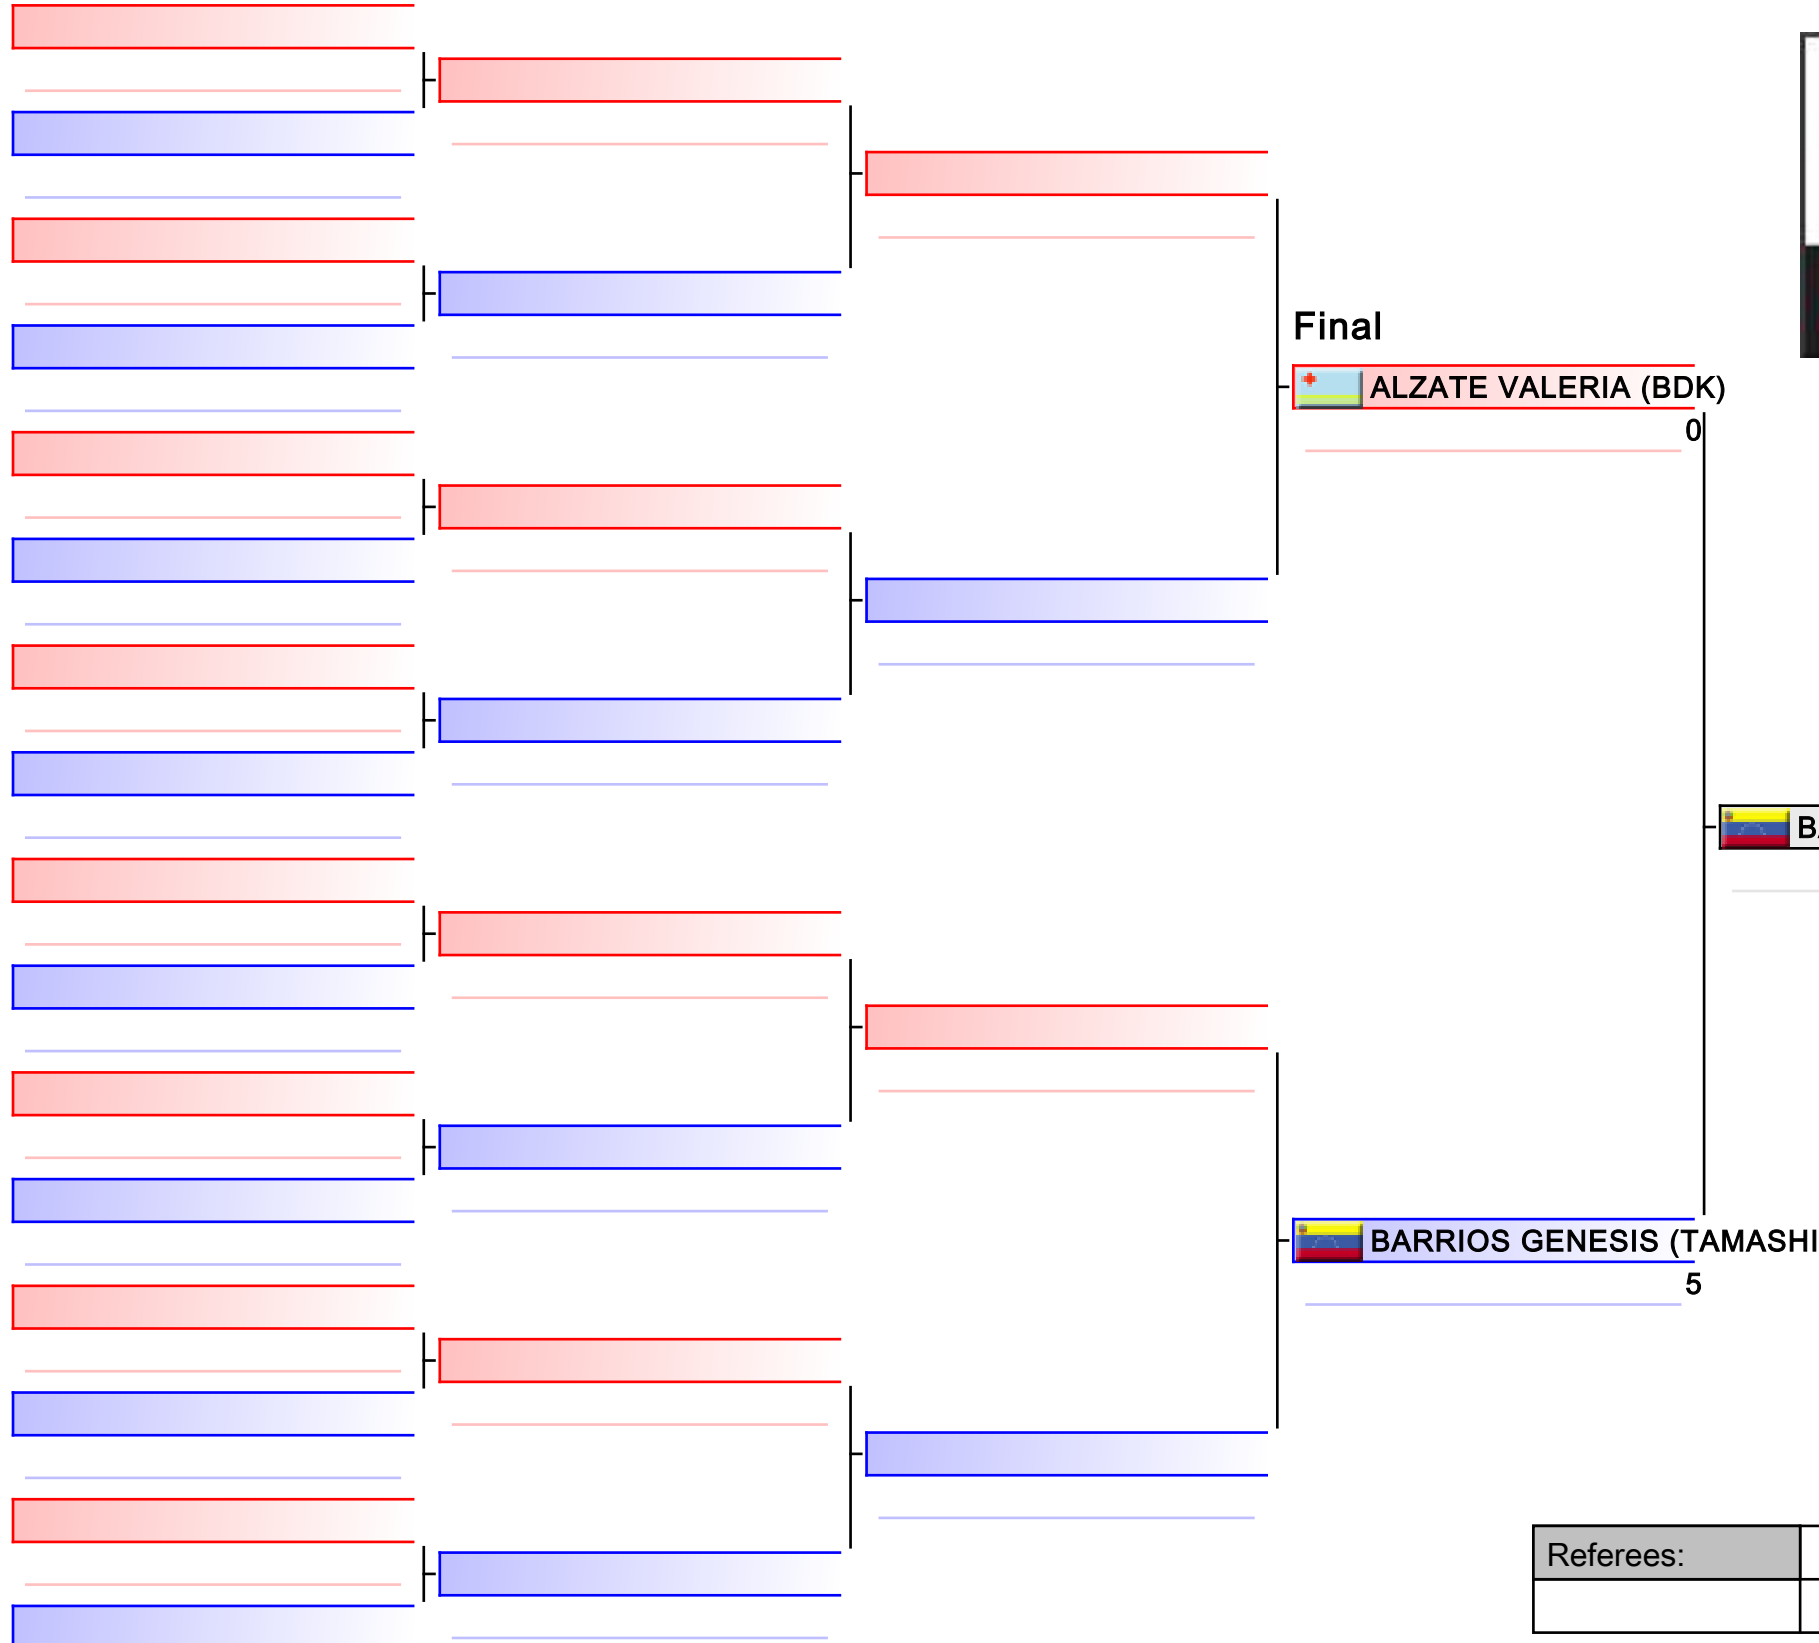 Final
ALZATE VALERIA (BDK)
0
BARRIOS GENESIS (TAMASHI
5
Referees: